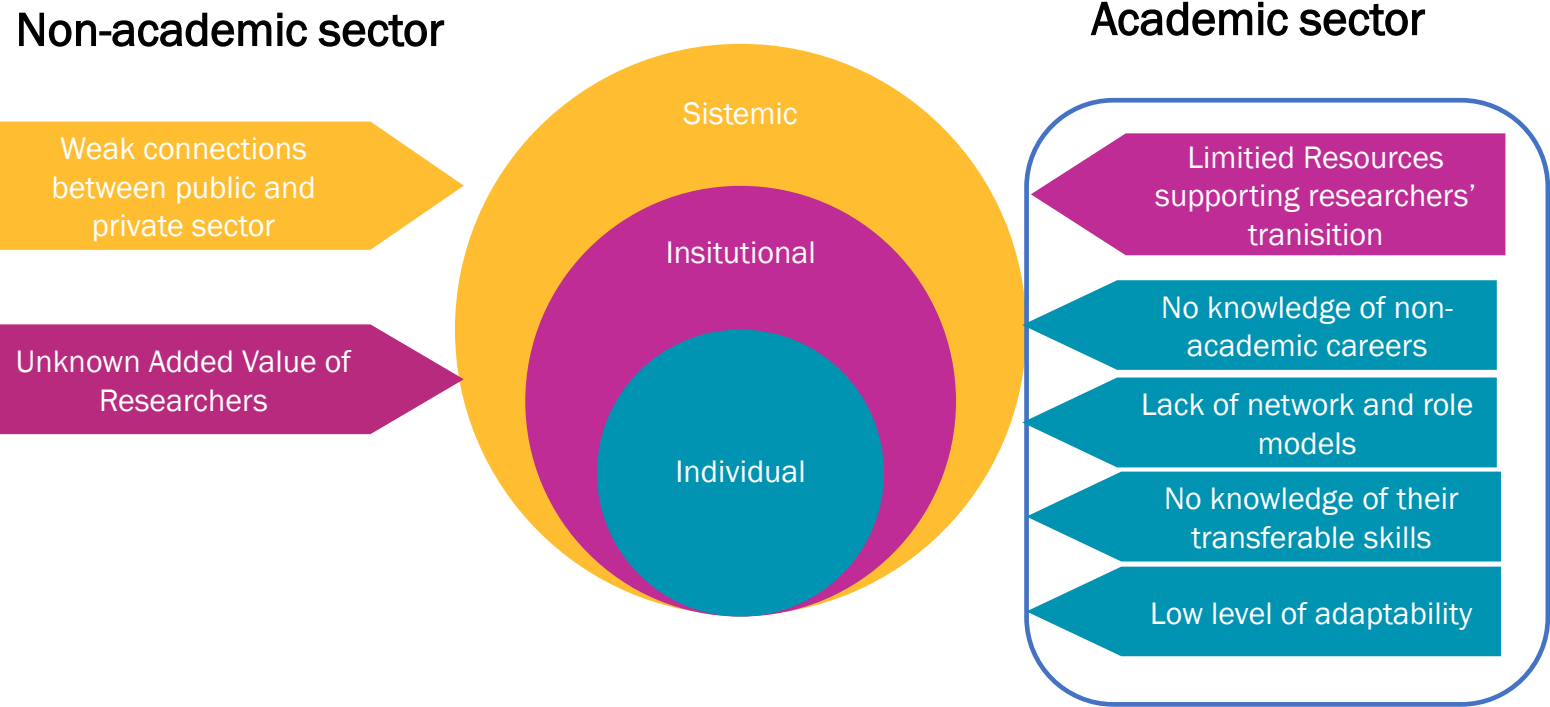 Non-academic sector
Academic sector
Weak connections
between public and
private sector
Unknown Added Value of
Researchers
Sistemic
Insitutional
Individual
Limitied Resources
supporting researchers’
tranisition
No knowledge of non-
academic careers
Lack of network and role
models
No knowledge of their
transferable skills
Low level of adaptability